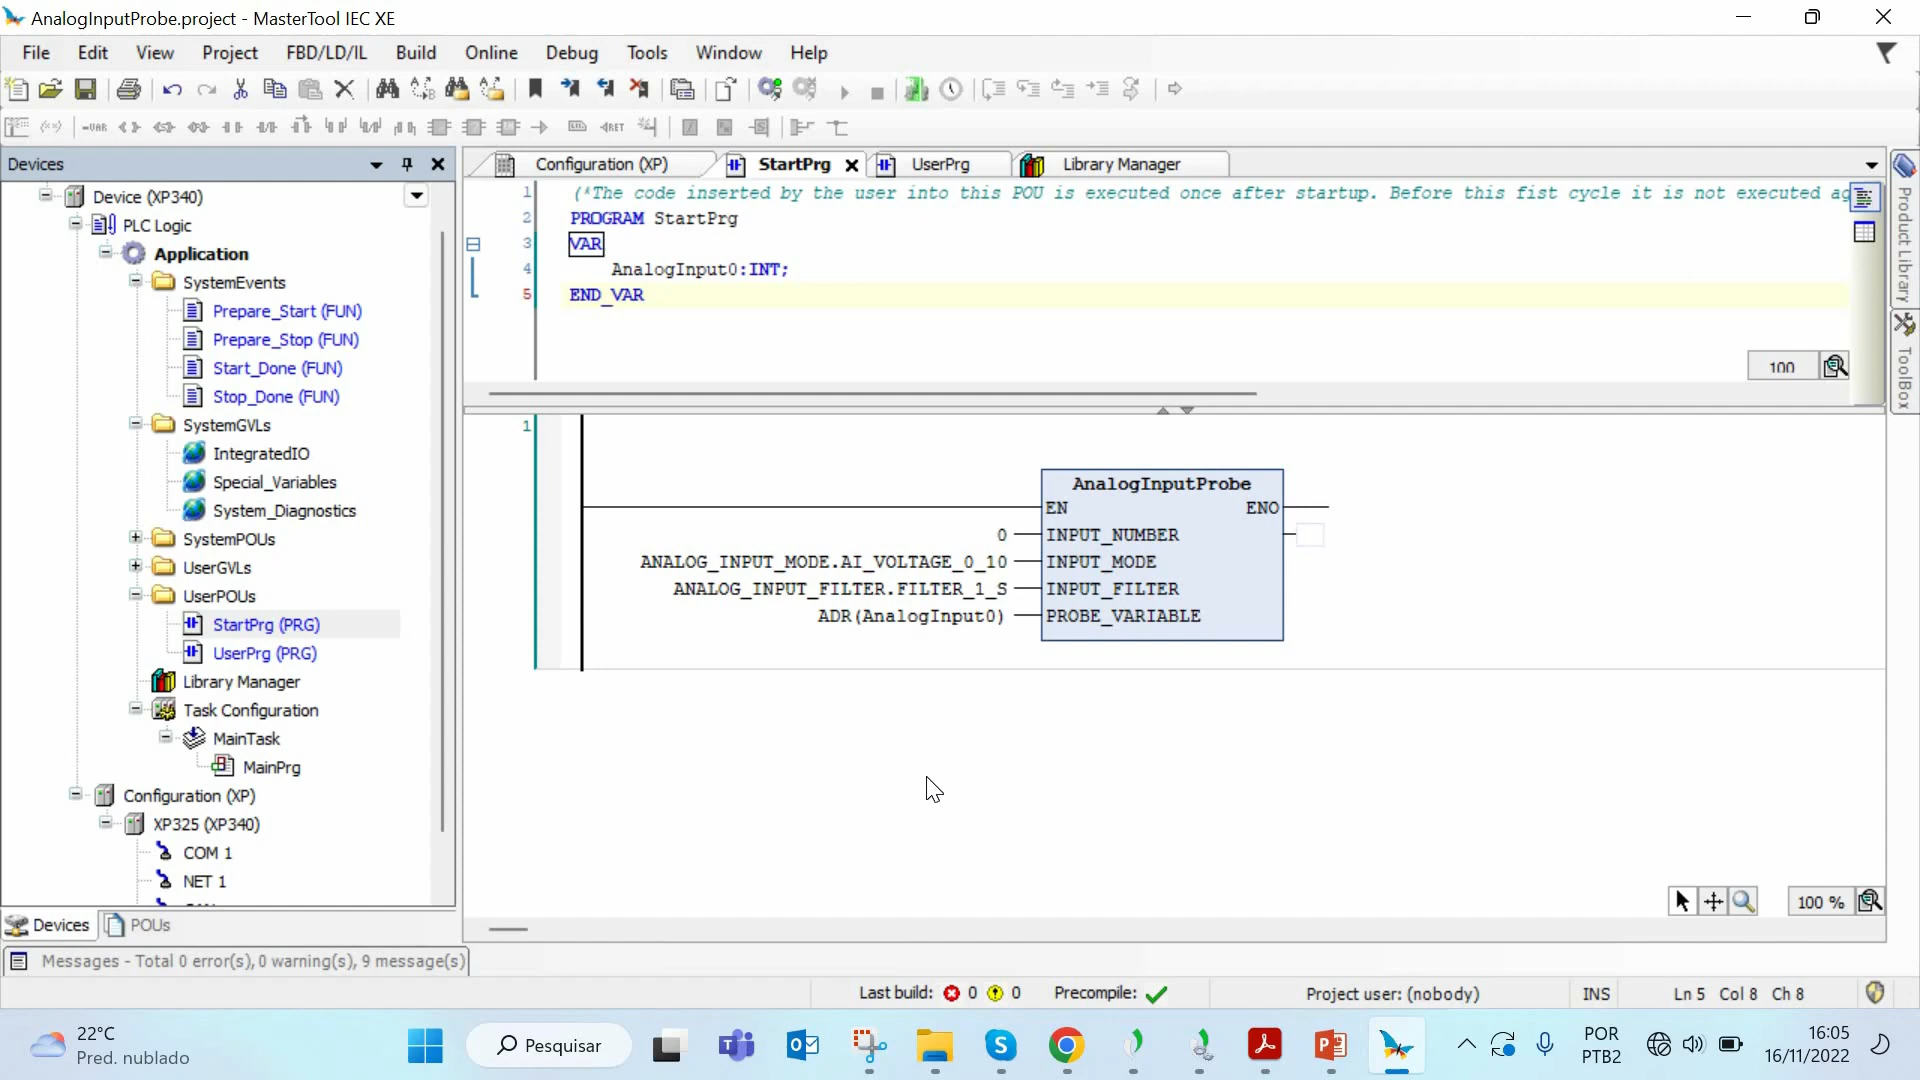 AnalogInputProbe.project - MasterTool IEC XE
File Edit View Project FBD/LD/IL Build Online Debug Tools Window Help
Devices
Device (XP340)
PLC Logic
Application
SystemEvents
Prepare_Start (FUN)
Prepare_Stop (FUN)
Start_Done (FUN)
Stop_Done (FUN)
SystemGVLs
IntegratedIO
Special_Variables
System_Diagnostics
SystemPOUs
UserGVLs
UserPOUs
StartPrg (PRG)
UserPrg (PRG)
Library Manager
Task Configuration
MainTask
MainPrg
Configuration (XP)
XP325 (XP340)
COM 1
NET 1
Devices POUs
Configuration (XP) StartPrg UserPrg Library Manager
1 (*The code inserted by the user into this POU is executed once after startup. Before this fist cycle it is not executed ag
2 PROGRAM StartPrg
3 VAR
4 AnalogInput0:INT;
5 END_VAR
100
1
AnalogInputProbe
EN ENO
0 INPUT_NUMBER
ANALOG_INPUT_MODE.AI_VOLTAGE_0_10 INPUT_MODE
ANALOG_INPUT_FILTER.FILTER_1_S INPUT_FILTER
ADR(AnalogInput0) PROBE_VARIABLE
100 %
Product Library
ToolBox
Messages - Total 0 error(s), 0 warning(s), 9 message(s)
Last build: 0 0 Precompile: Project user: (nobody) INS Ln 5 Col 8 Ch 8
22°C
Pred. nublado
Pesquisar
POR
PTB2
16:05
16/11/2022